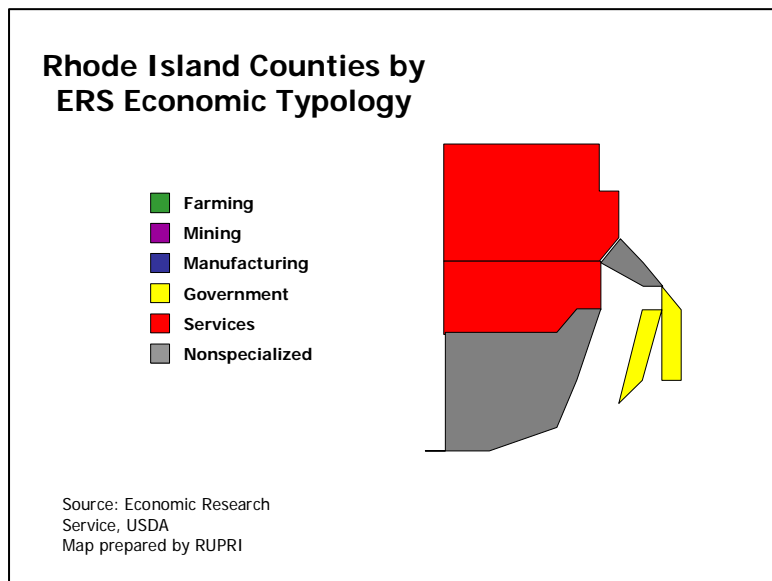 Rhode Island Counties by
ERS Economic Typology
Farming
Mining
Manufacturing
Government
Services
Nonspecialized
Source: Economic Research
Service, USDA
Map prepared by RUPRI